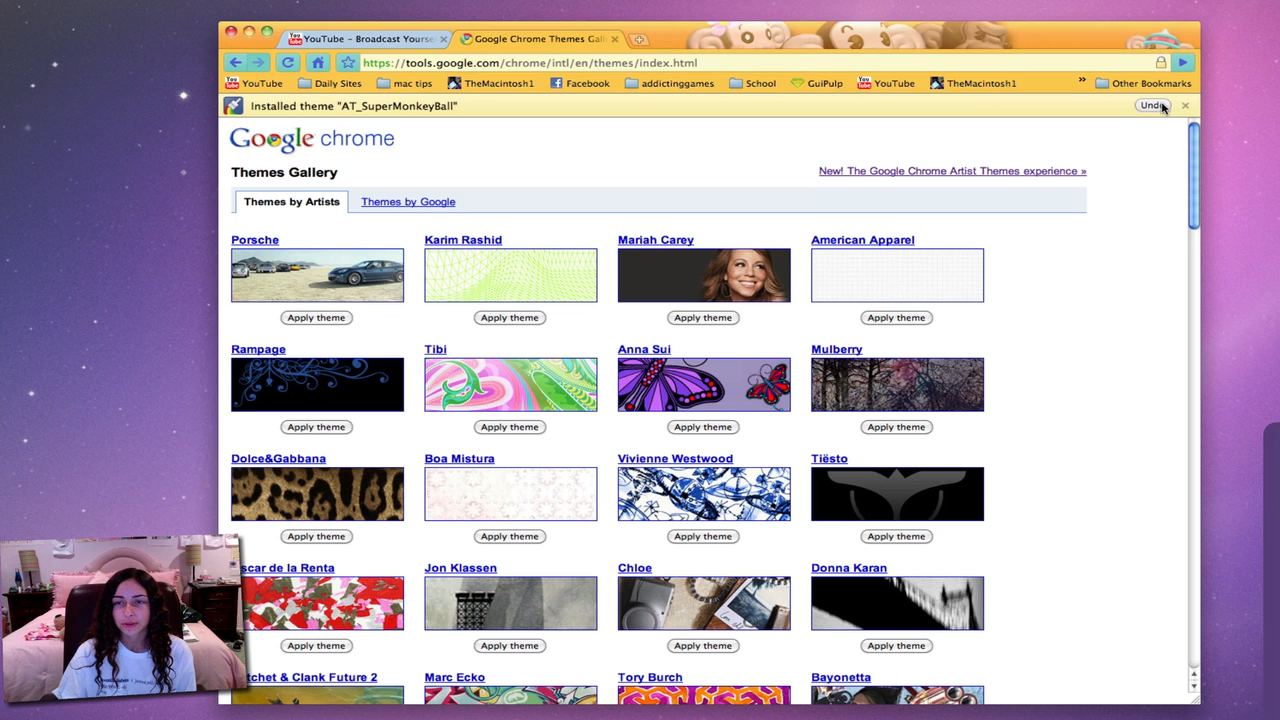 YouTube - Broadcast Yourse
Google Chrome Themes Gall
https://tools.google.com/chrome/intl/en/themes/index.html
YouTube Daily Sites mac tips TheMacintosh1 Facebook addictinggames School GuiPulp YouTube TheMacintosh1 » Other Bookmarks
Installed theme "AT_SuperMonkeyBall"
Undo
Google chrome
Themes Gallery
New! The Google Chrome Artist Themes experience »
Themes by Artists Themes by Google
Porsche Karim Rashid Mariah Carey American Apparel
Apply theme Apply theme Apply theme Apply theme
Rampage Tibi Anna Sui Mulberry
Apply theme Apply theme Apply theme Apply theme
Dolce&Gabbana Boa Mistura Vivienne Westwood Tiësto
Apply theme Apply theme Apply theme Apply theme
scar de la Renta Jon Klassen Chloe Donna Karan
Apply theme Apply theme Apply theme Apply theme
tchet & Clank Future 2 Marc Ecko Tory Burch Bayonetta